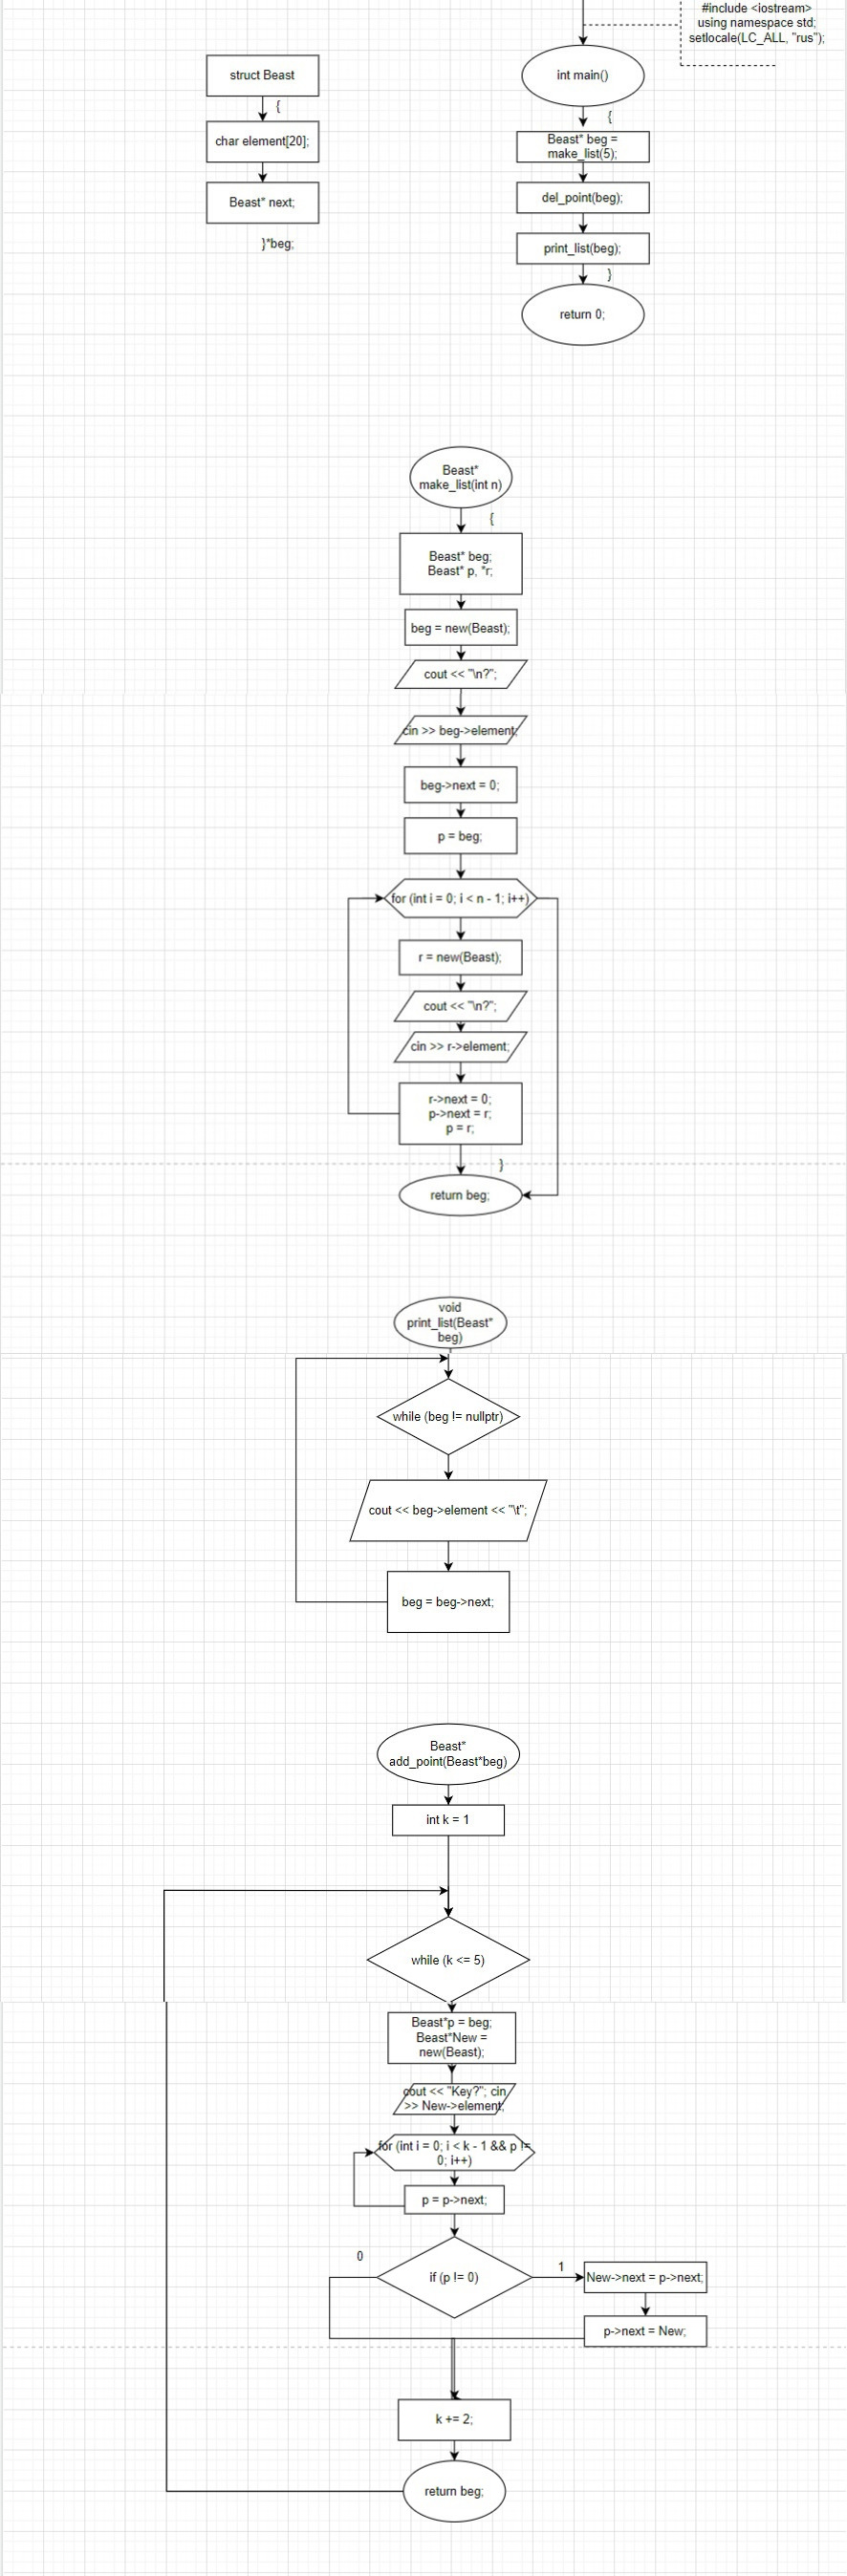 #include <iostream>
using namespace std;
setlocale(LC_ALL, "rus");
struct Beast
{
char element[20];
Beast* next;
}*beg;
int main()
{
Beast* beg =
make_list(5);
del_point(beg);
print_list(beg);
}
return 0;
Beast*
make_list(int n)
{
Beast* beg;
Beast* p, *r;
beg = new(Beast);
cout << "\n?";
cin >> beg->element;
beg->next = 0;
p = beg;
for (int i = 0; i < n - 1; i++)
r = new(Beast);
cout << "\n?";
cin >> r->element;
r->next = 0;
p->next = r;
p = r;
}
return beg;
void
print_list(Beast*
beg)
while (beg != nullptr)
cout << beg->element << "\t";
beg = beg->next;
Beast*
add_point(Beast*beg)
int k = 1
while (k <= 5)
Beast*p = beg;
Beast*New =
new(Beast);
cout << "Key?"; cin
>> New->element;
for (int i = 0; i < k - 1 && p !=
0; i++)
p = p->next;
0
if (p != 0)
1
New->next = p->next;
p->next = New;
k += 2;
return beg;